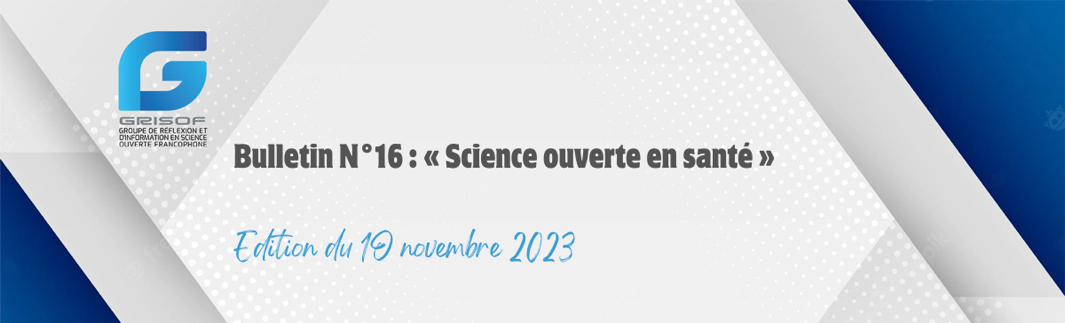 GRISOF
GROUPE DE RÉFLEXION ET
D'INFORMATION EN SCIENCE
OUVERTE FRANCOPHONE
Bulletin N°16 : « Science ouverte en santé »
Edition du 10 novembre 2023